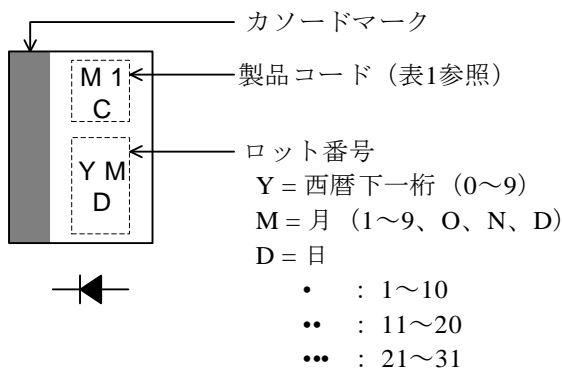 カソードマーク
M 1
C
製品コード（表1参照）
Y M
D
ロット番号
Y = 西暦下一桁（0～9）
M = 月（1～9、O、N、D）
D = 日
• : 1～10
•• : 11～20
••• : 21～31